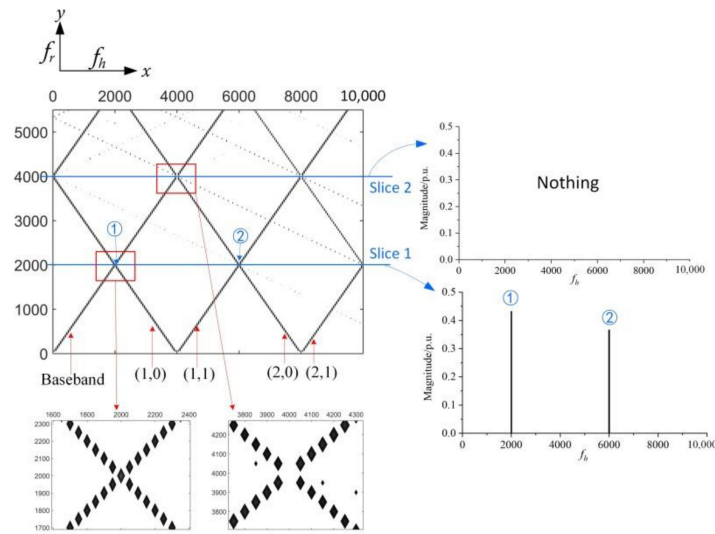 y
f_r
f_h
x
0 2000 4000 6000 8000 10,000
5000
4000
3000
2000
1000
0
①
②
Slice 2
Slice 1
Baseband
(1,0)
(1,1)
(2,0)
(2,1)
0.5
0.4
0.3
0.2
0.1
0.0
Magnitude/p.u.
Nothing
0 2000 4000 6000 8000 10,000
f_h
0.5
0.4
0.3
0.2
0.1
0.0
Magnitude/p.u.
①
②
0 2000 4000 6000 8000 10,000
f_h
1600 1800 2000 2200 2400
2300
2200
2100
2000
1900
1800
1700
3800 3900 4000 4100 4200 4300
4200
4100
4000
3900
3800